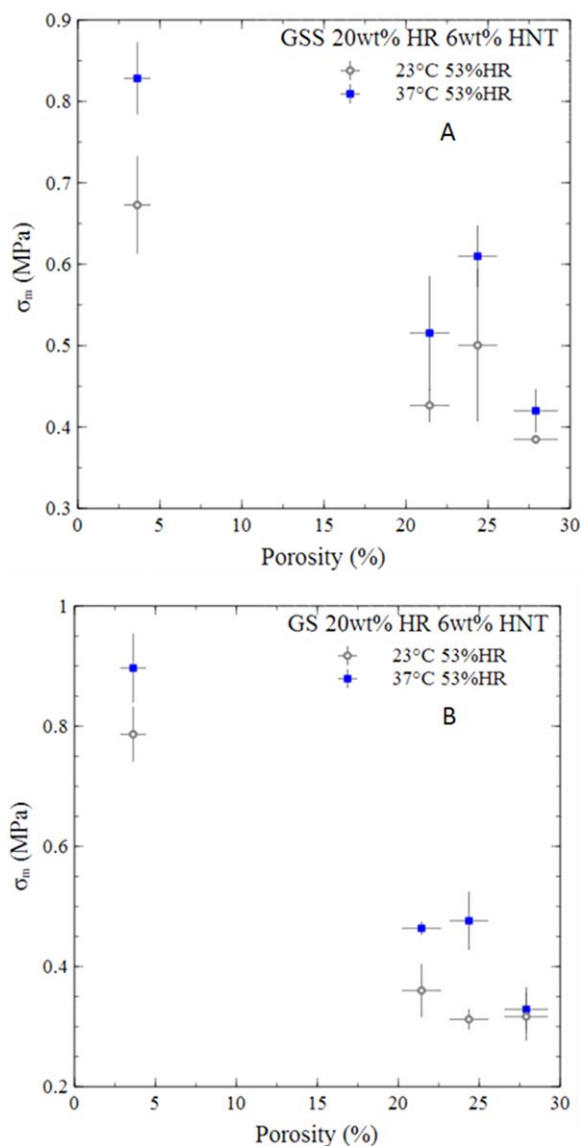 0.9
GSS 20wt% HR 6wt% HNT
23°C 53%HR
0.8
37°C 53%HR
A
0.7
σm (MPa)
0.6
0.5
0.4
0.3
0 5 10 15 20 25 30
Porosity (%)
1
GS 20wt% HR 6wt% HNT
23°C 53%HR
37°C 53%HR
B
0.8
σm (MPa)
0.6
0.4
0.2
0 5 10 15 20 25 30
Porosity (%)